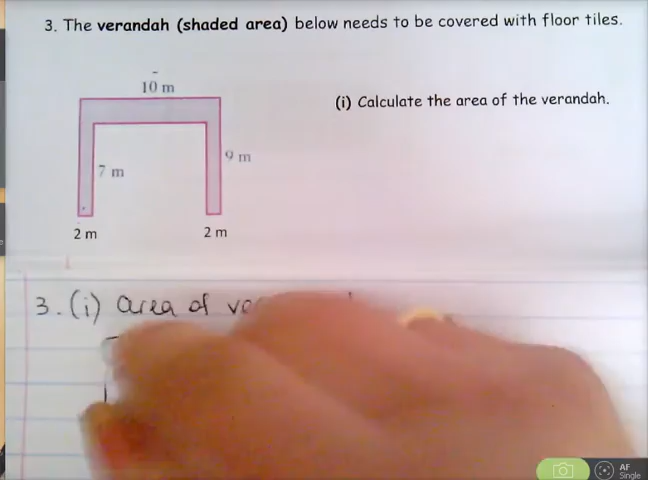 3. The verandah (shaded area) below needs to be covered with floor tiles.
10 m
(i) Calculate the area of the verandah.
9 m
7 m
2 m 2 m
3. (i) area of
AF
Single